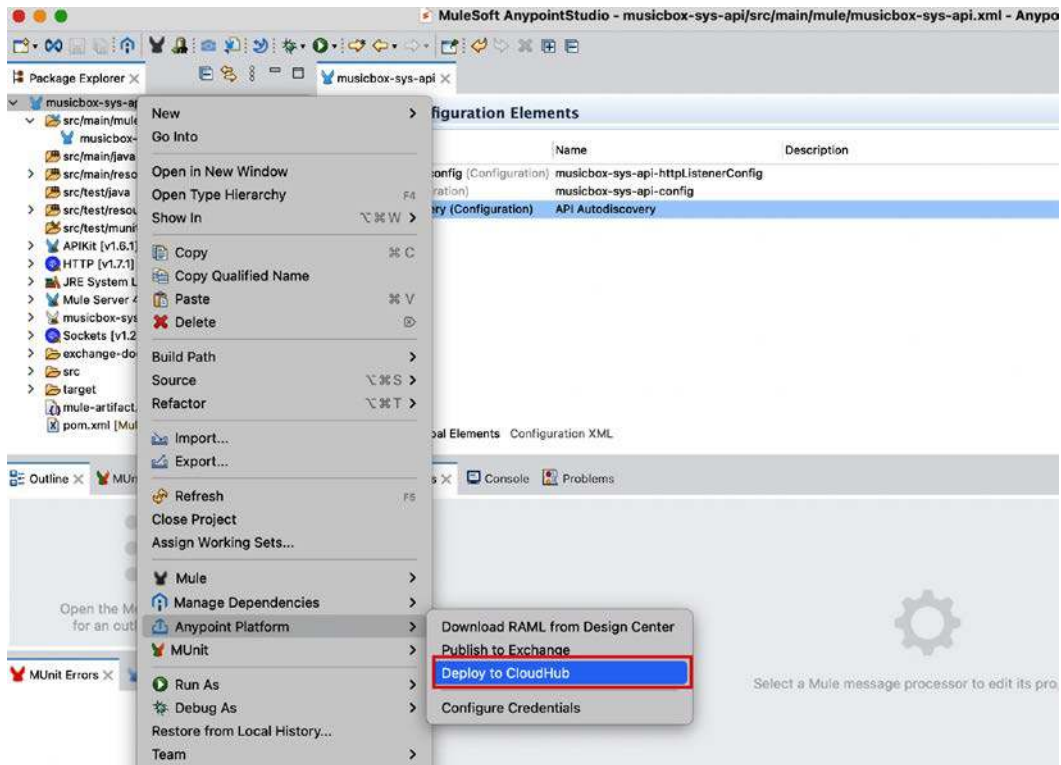 MuleSoft AnypointStudio - musicbox-sys-api/src/main/mule/musicbox-sys-api.xml - Anypo
Package Explorer
musicbox-sys-api
musicbox-sys-ap
src/main/mule
musicbox-
src/main/java
src/main/reso
src/test/java
src/test/resou
src/test/muni
APIKit [v1.6.1]
HTTP [v1.7.1]
JRE System L
Mule Server 4
musicbox-sys
Sockets [v1.2
exchange-do
src
target
mule-artifact.
pom.xml [Mul
New
Go Into
Open in New Window
Open Type Hierarchy F4
Show In ⌥⌘W
Copy ⌘C
Copy Qualified Name
Paste ⌘V
Delete ⌦
Build Path
Source ⌥⌘S
Refactor ⌥⌘T
Import...
Export...
Refresh F5
Close Project
Assign Working Sets...
Mule
Manage Dependencies
Anypoint Platform
MUnit
Run As
Debug As
Restore from Local History...
Team
Download RAML from Design Center
Publish to Exchange
Deploy to CloudHub
Configure Credentials
figuration Elements
Name Description
onfig (Configuration) musicbox-sys-api-httpListenerConfig
ration) musicbox-sys-api-config
ery (Configuration) API Autodiscovery
bal Elements Configuration XML
Outline MUn
s Console Problems
Open the M
for an outl
MUnit Errors
Select a Mule message processor to edit its pro